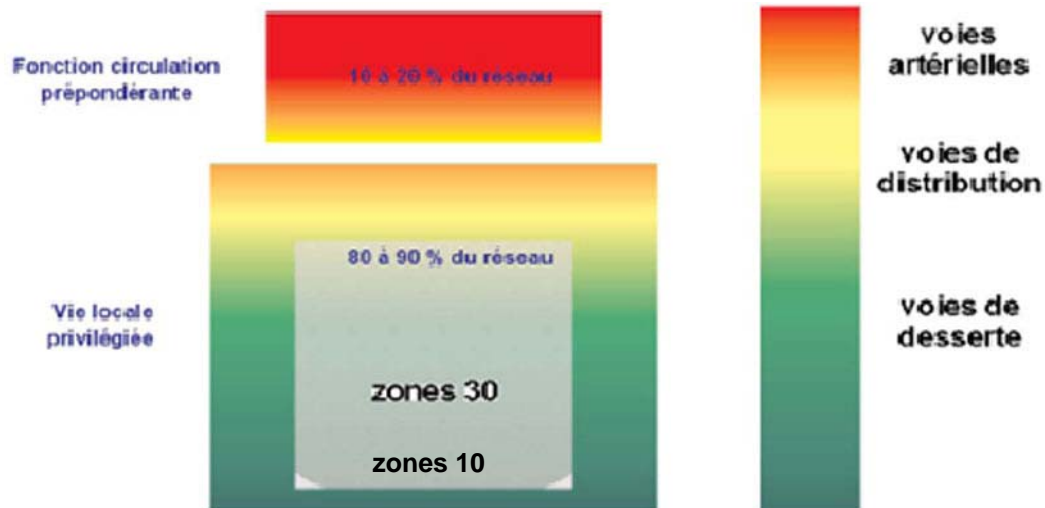 Fonction circulation
prépondérante
10 à 20 % du réseau
voies
artérielles
voies de
distribution
80 à 90 % du réseau
Vie locale
privilégiée
zones 30
zones 10
voies de
desserte